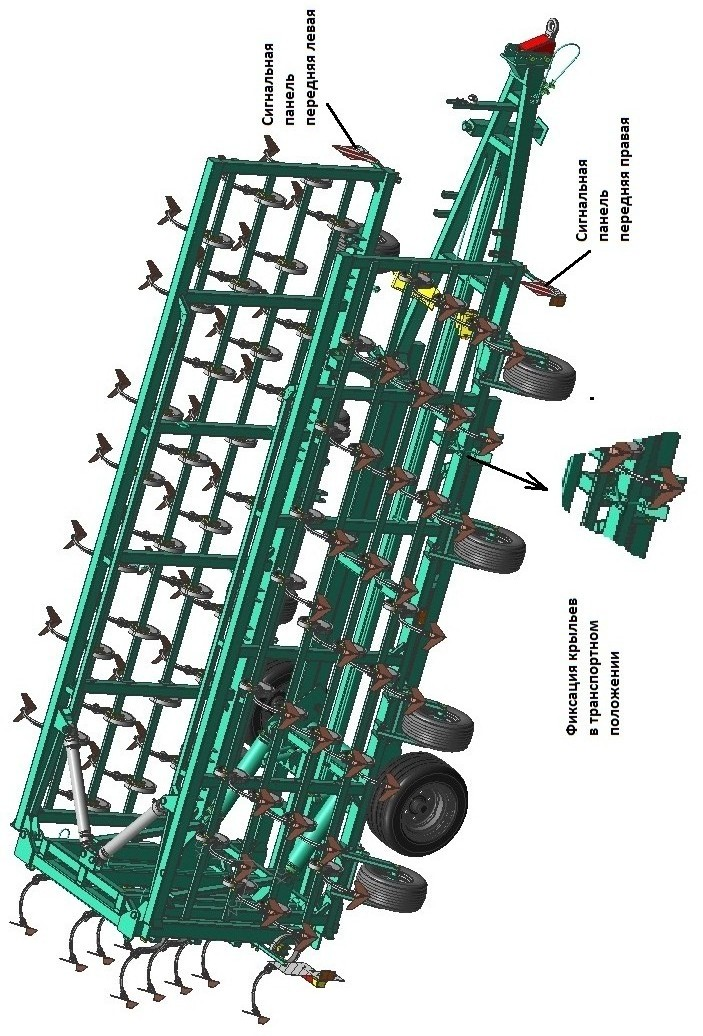 Сигнальная
панель
передняя левая
Сигнальная
панель
передняя правая
Фиксация крыльев
в транспортном
положении